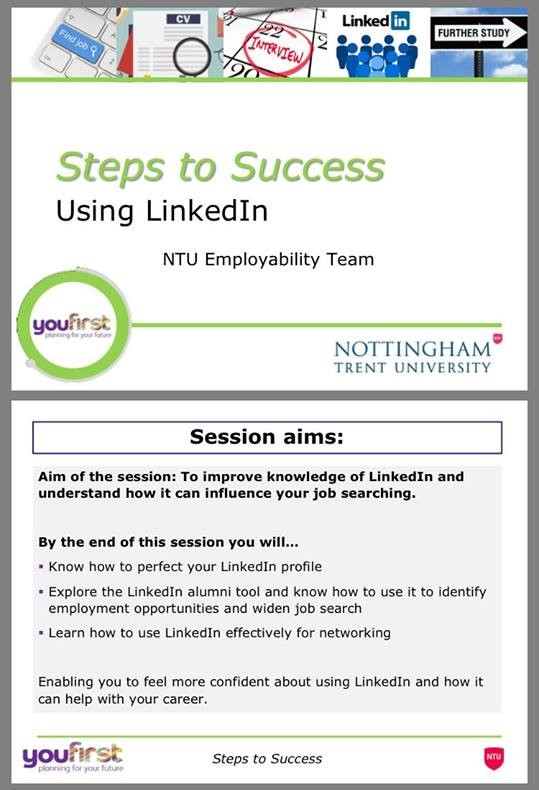 Find job
CV
22
INTERVIEW
29
Linked in
FURTHER STUDY
Steps to Success
Using LinkedIn
NTU Employability Team
youfirst
planning for your future
NTU
NOTTINGHAM
TRENT UNIVERSITY
Session aims:
Aim of the session: To improve knowledge of LinkedIn and
understand how it can influence your job searching.
By the end of this session you will...
▪ Know how to perfect your LinkedIn profile
▪ Explore the LinkedIn alumni tool and know how to use it to identify
employment opportunities and widen job search
▪ Learn how to use LinkedIn effectively for networking
Enabling you to feel more confident about using LinkedIn and how it
can help with your career.
youfirst
planning for your future
Steps to Success
NTU